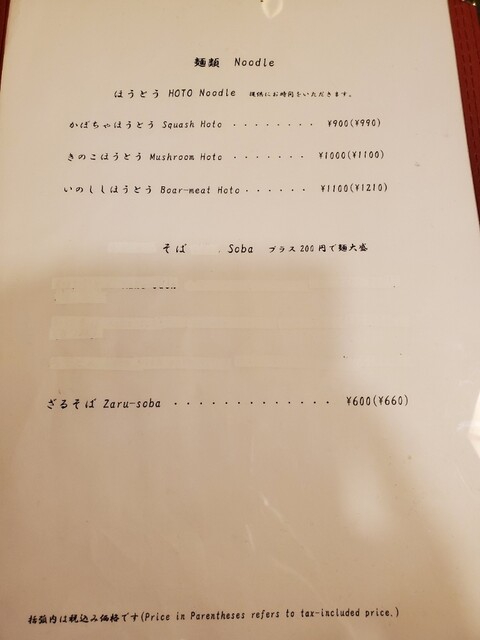 麺類 Noodle
ほうとう HOTO Noodle 提供にお時間をいただきます。
かぼちゃほうとう Squash Hoto ・・・・・・・・ ¥900(¥990)
きのこほうとう Mushroom Hoto ・・・・・・・ ¥1000(¥1100)
いのししほうとう Boar-meat Hoto・・・・・・ ¥1100(¥1210)
そば Soba プラス200円で麺大盛
ざるそば Zaru-soba ・・・・・・・・・・・・・ ¥600(¥660)
括弧内は税込み価格です(Price in Parentheses refers to tax-included price.)